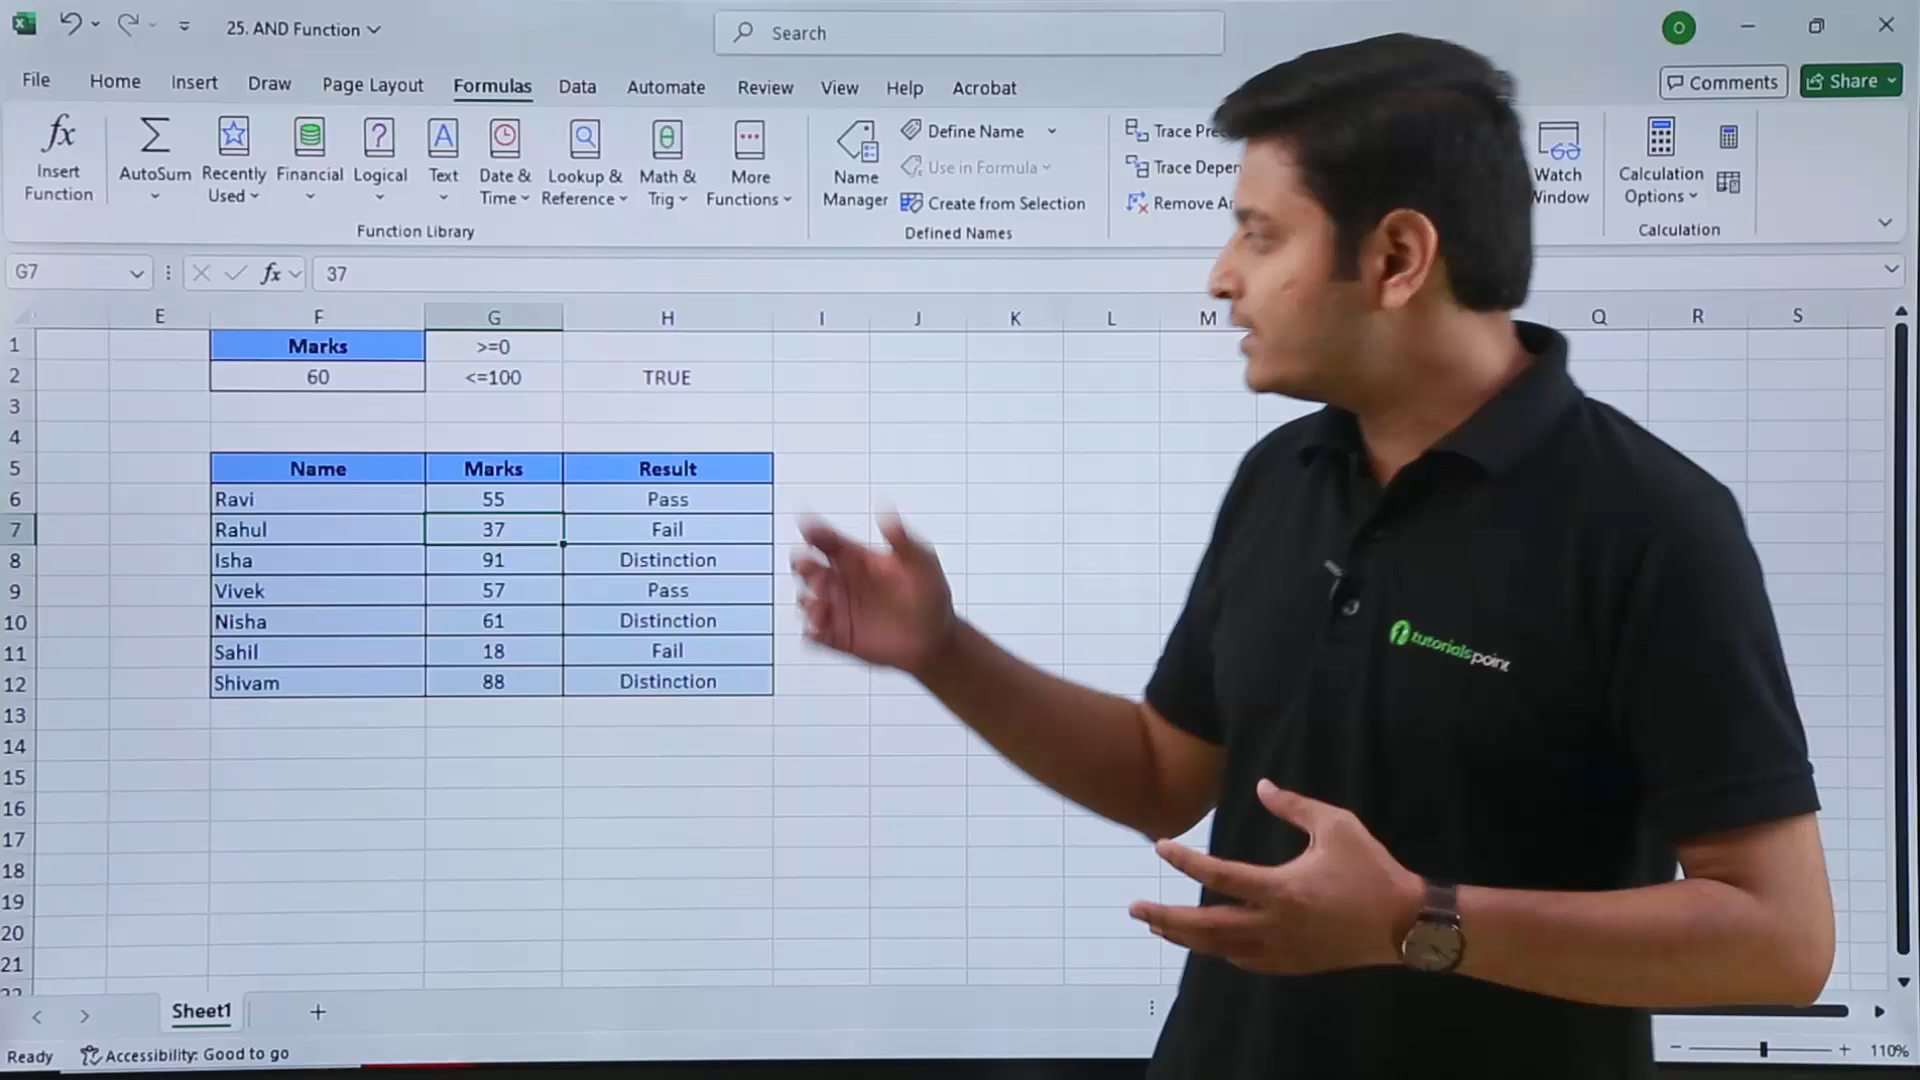 25. AND Function
Search
O
File Home Insert Draw Page Layout Formulas Data Automate Review View Help Acrobat
Comments Share
fx Insert Function
AutoSum
Recently Used
Financial
Logical
Text
Date & Time
Lookup & Reference
Math & Trig
More Functions
Function Library
Name Manager
Define Name
Use in Formula
Create from Selection
Defined Names
Trace
Trace
Remove
Watch Window
Calculation Options
Calculation
G7 fx 37
E F G H I J K L M Q R S
1 Marks >=0
2 60 <=100 TRUE
3
4
5 Name Marks Result
6 Ravi 55 Pass
7 Rahul 37 Fail
8 Isha 91 Distinction
9 Vivek 57 Pass
10 Nisha 61 Distinction
11 Sahil 18 Fail
12 Shivam 88 Distinction
13
14
15
16
17
18
19
20
21
22
tutorialspoint
Sheet1
Ready Accessibility: Good to go
110%